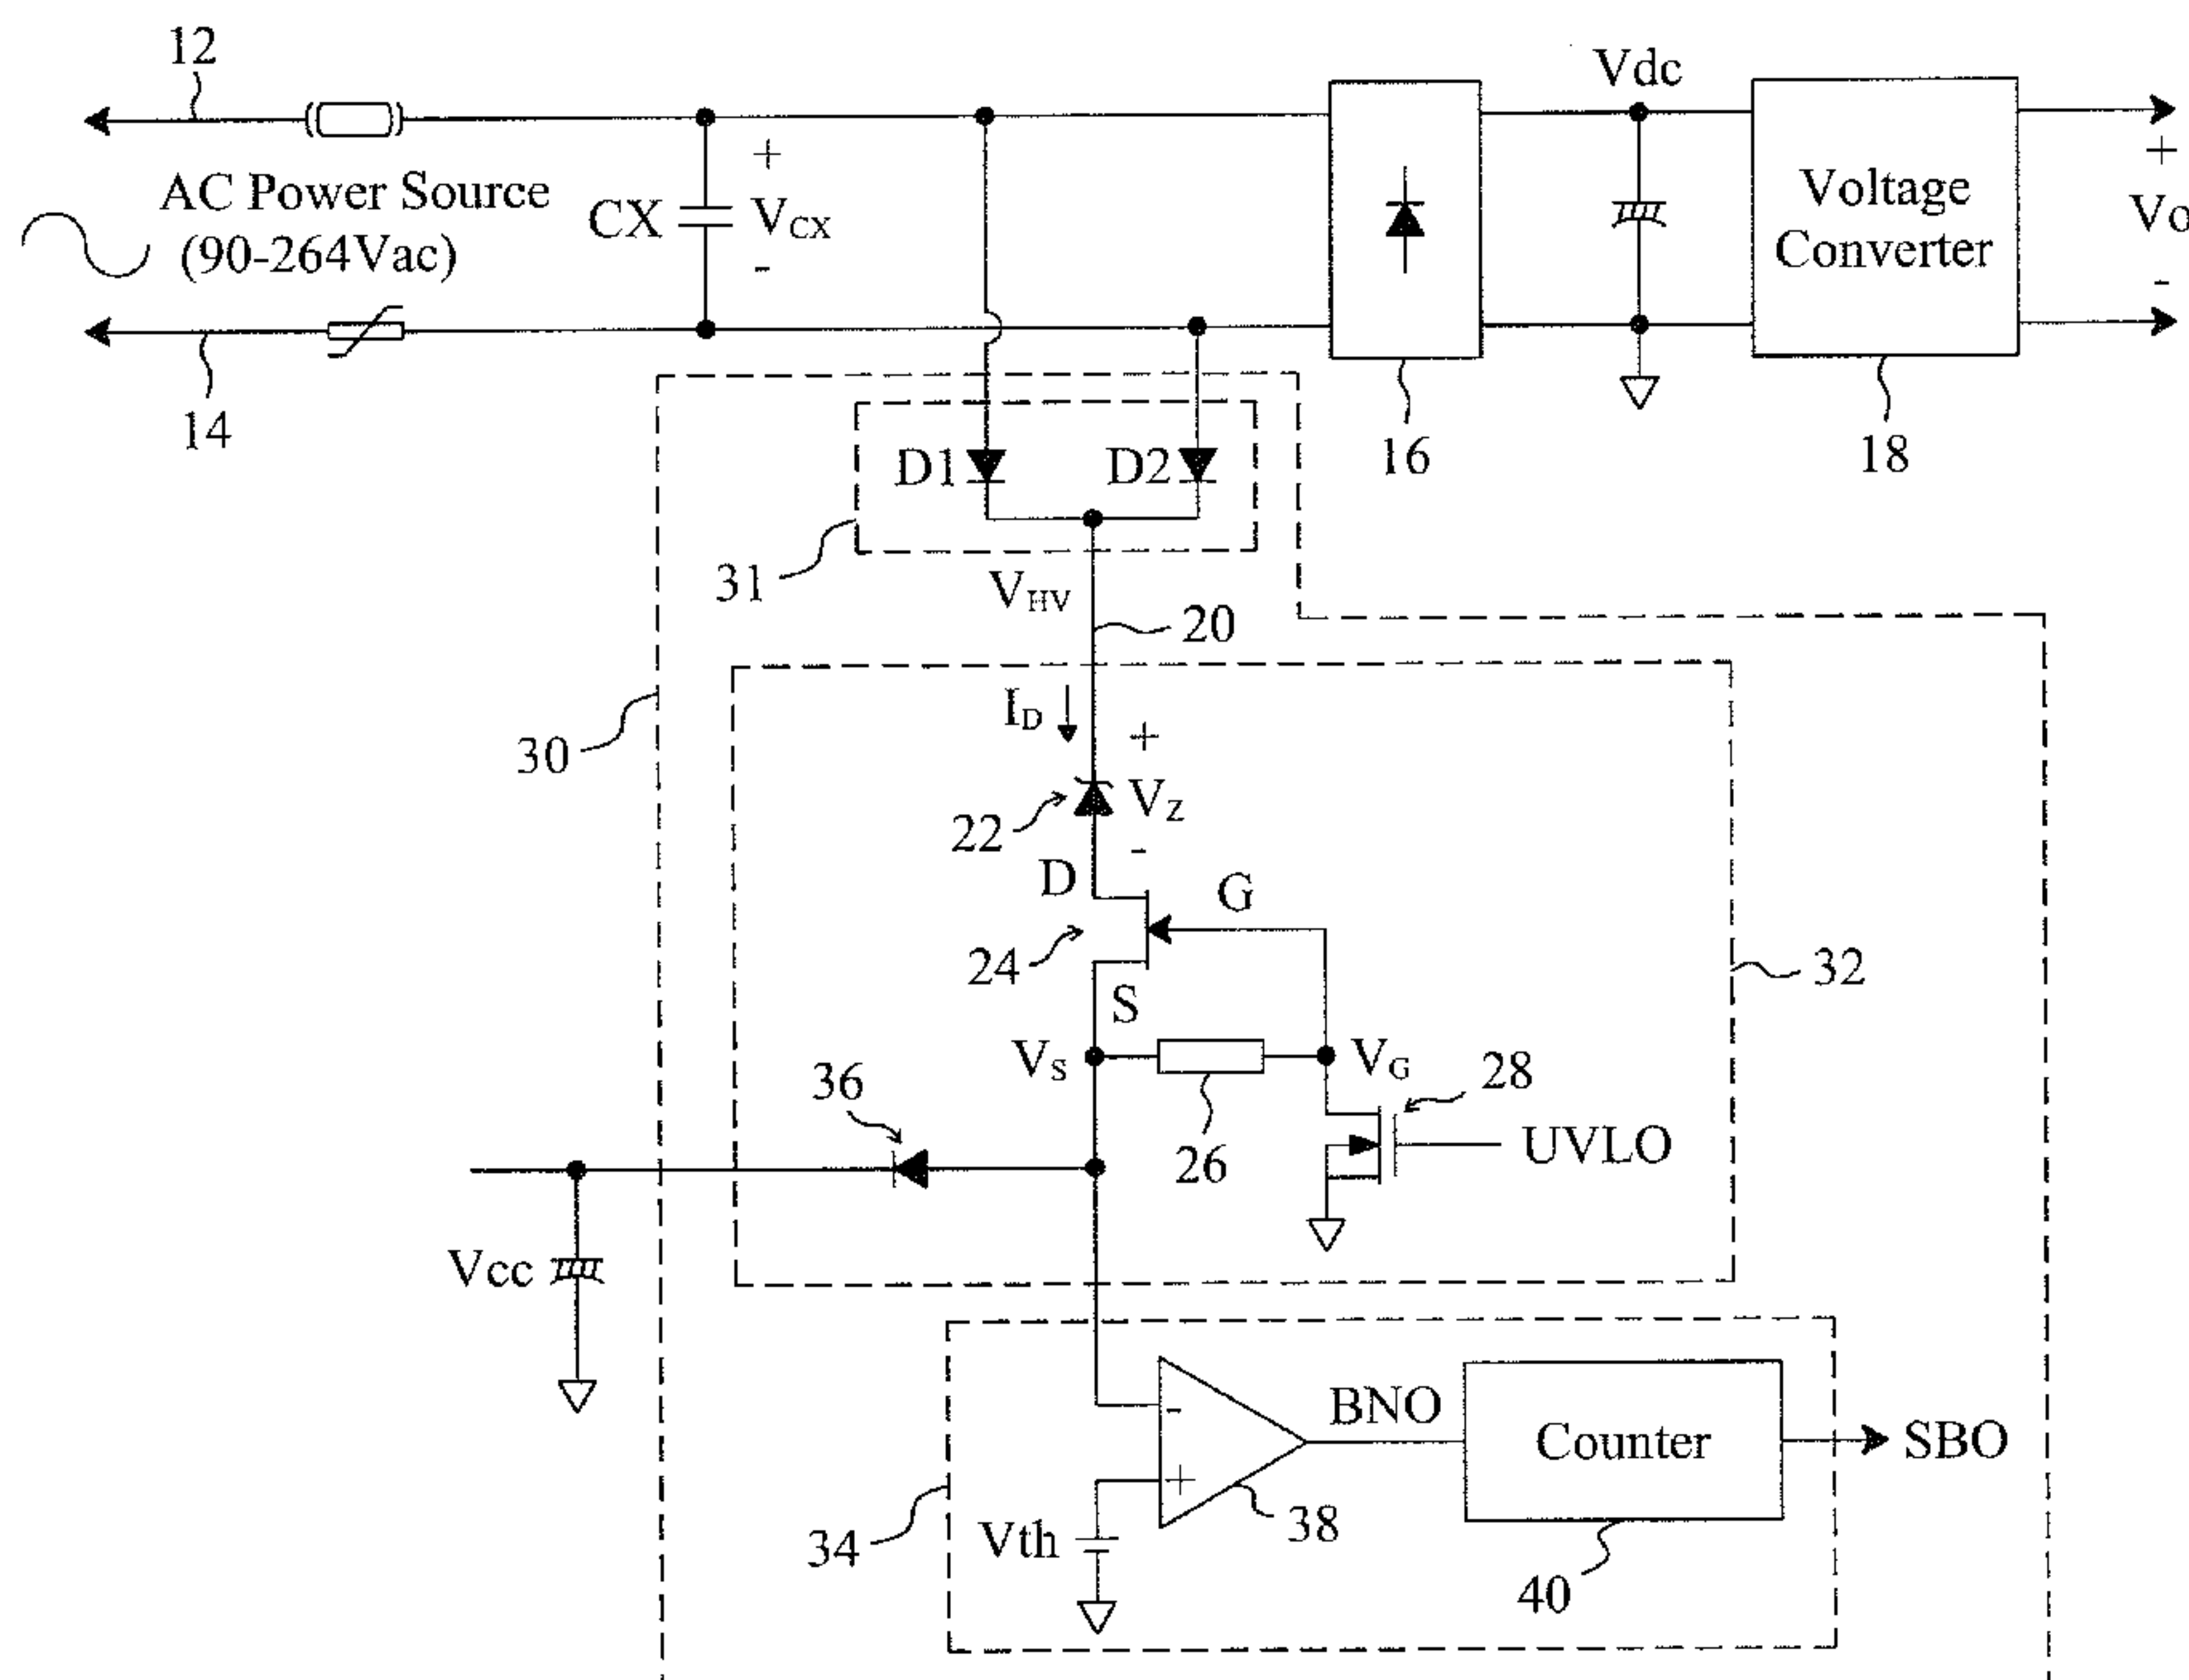 12
Vdc
AC Power Source
(90-264Vac)
CX
+
VCX
-
Voltage
Converter
+
Vo
-
14
16
18
D1
D2
31
VHV
20
30
ID
+
VZ
-
22
D
G
24
S
32
VS
VG
26
28
36
UVLO
Vcc
-
+
BNO
Counter
SBO
Vth
34
38
40